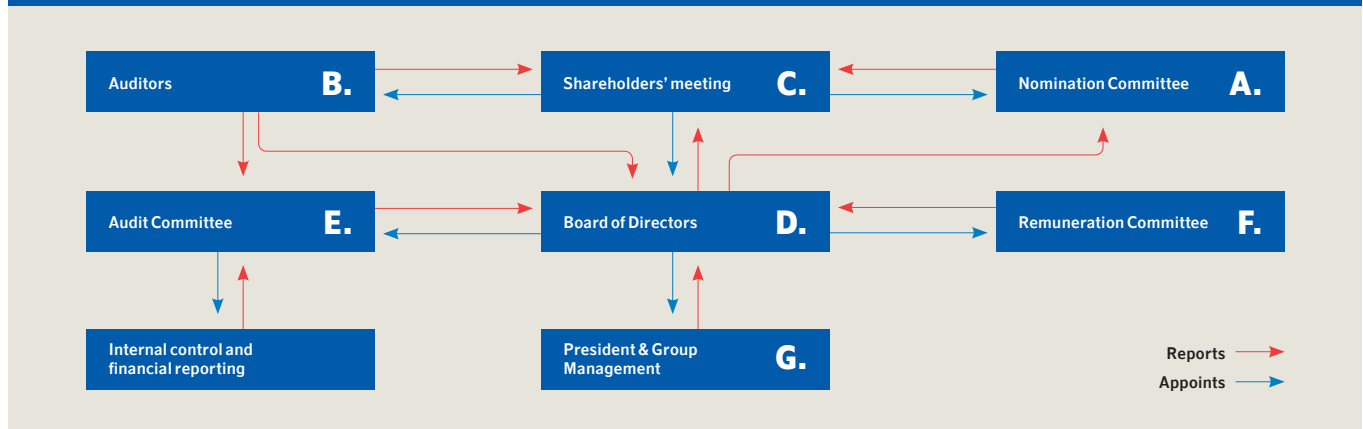 Auditors B.
Shareholders’ meeting C.
Nomination Committee A.
Audit Committee E.
Board of Directors D.
Remuneration Committee F.
Internal control and
financial reporting
President & Group
Management G.
Reports
Appoints